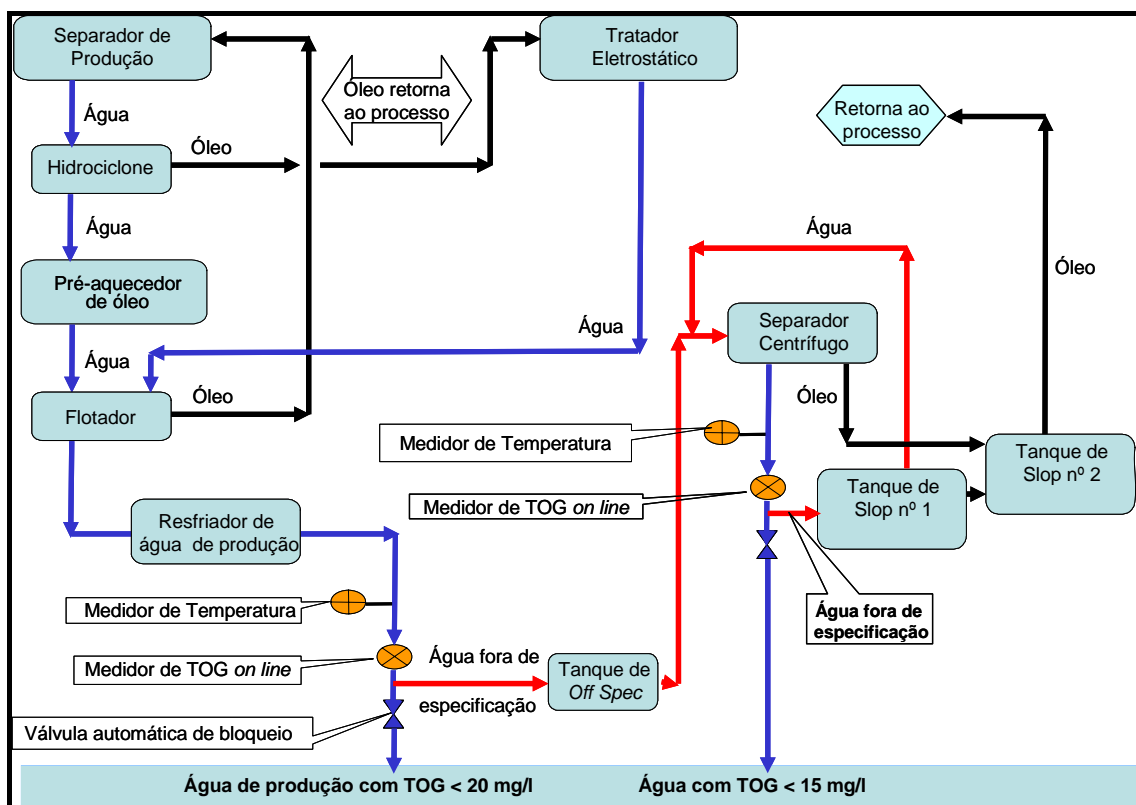 Separador de
Produção
Tratador
Eletrostático
Óleo retorna
ao processo
Retorna ao
processo
Água
Hidrociclone
Óleo
Água
Água
Óleo
Pré-aquecedor
de óleo
Separador
Centrífugo
Água
Água
Flotador
Óleo
Óleo
Medidor de Temperatura
Tanque de
Slop nº 2
Medidor de TOG on line
Tanque de
Slop nº 1
Resfriador de
água de produção
Medidor de Temperatura
Água fora de
especificação
Medidor de TOG on line
Água fora de
especificação
Tanque de
Off Spec
Válvula automática de bloqueio
Água de produção com TOG < 20 mg/l
Água com TOG < 15 mg/l